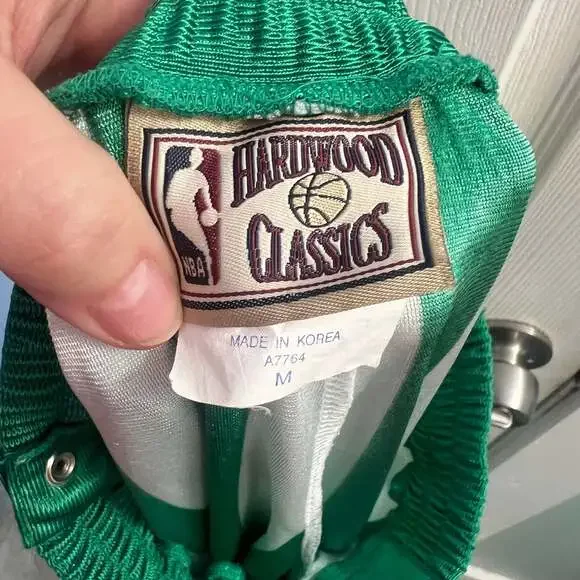 HARDWOOD
CLASSICS
NBA
MADE IN KOREA
A7764
M